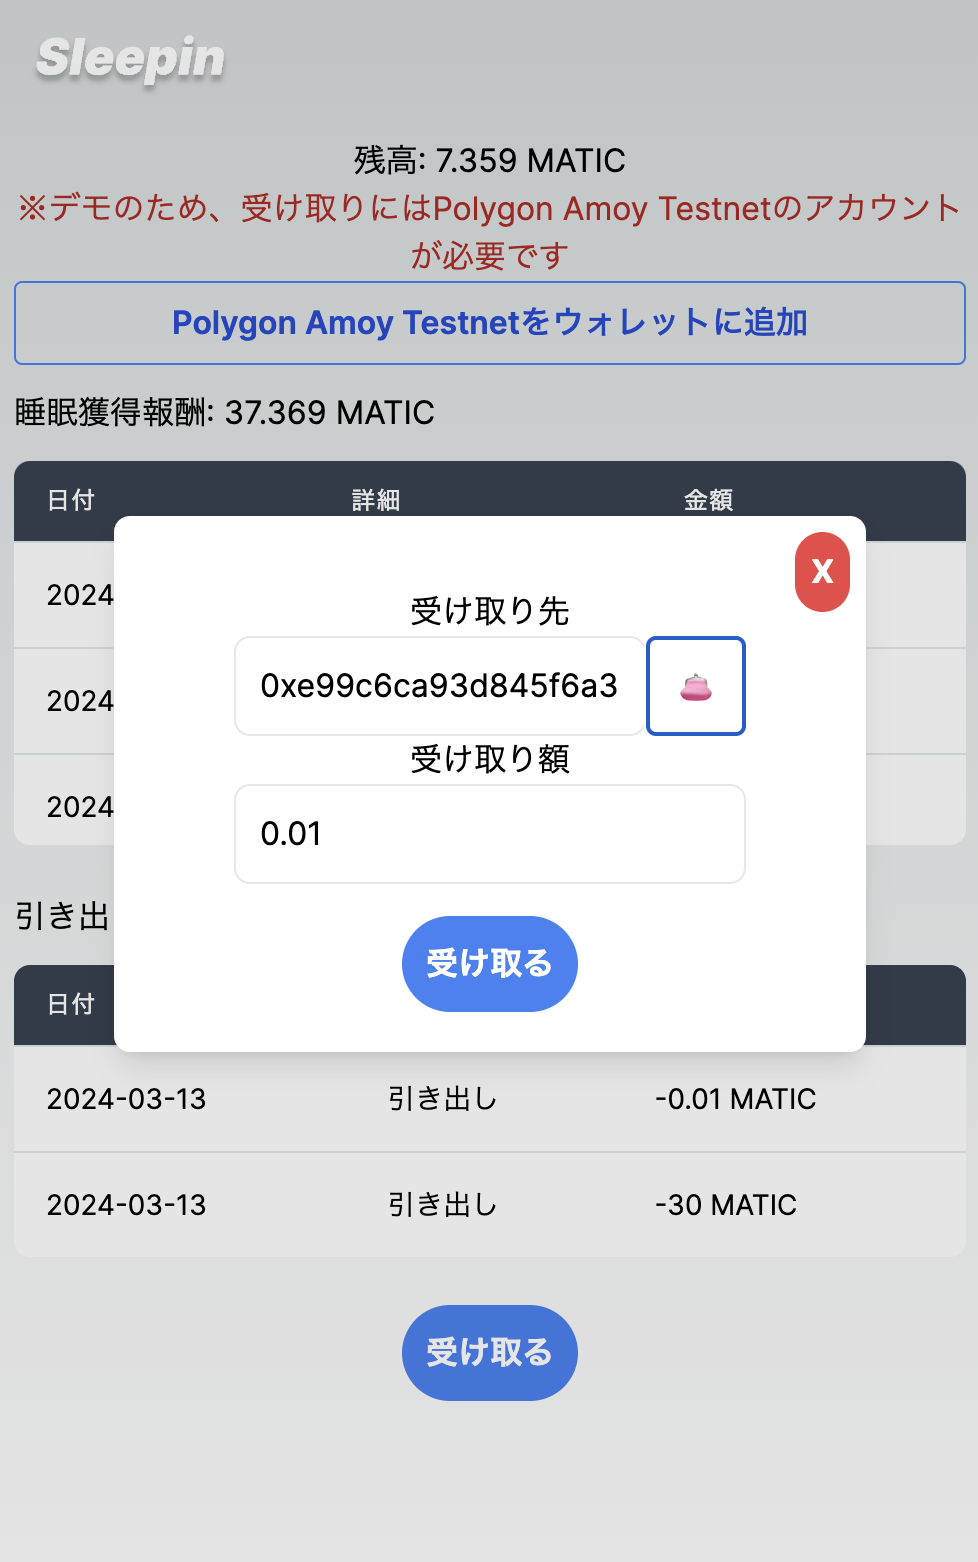 Sleepin
残高: 7.359 MATIC
※デモのため、受け取りにはPolygon Amoy Testnetのアカウント
が必要です
Polygon Amoy Testnetをウォレットに追加
睡眠獲得報酬: 37.369 MATIC
日付 詳細 金額
X
2024
受け取り先
0xe99c6ca93d845f6a3
2024
受け取り額
2024
0.01
引き出
受け取る
日付
2024-03-13 引き出し -0.01 MATIC
2024-03-13 引き出し -30 MATIC
受け取る